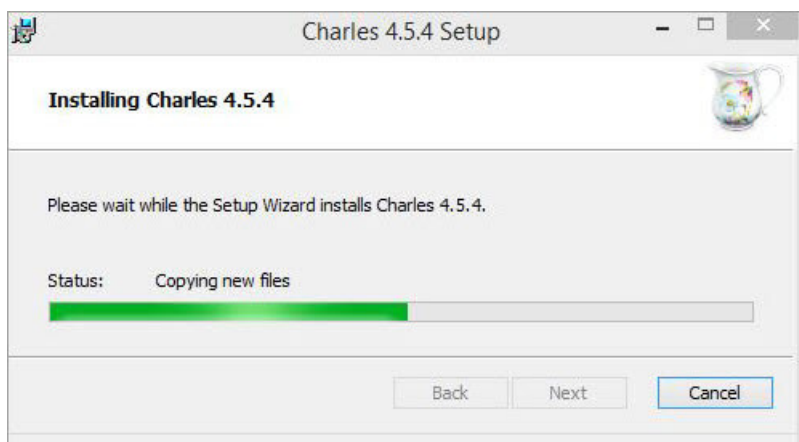 Charles 4.5.4 Setup
Installing Charles 4.5.4
Please wait while the Setup Wizard installs Charles 4.5.4.
Status: Copying new files
Back Next Cancel